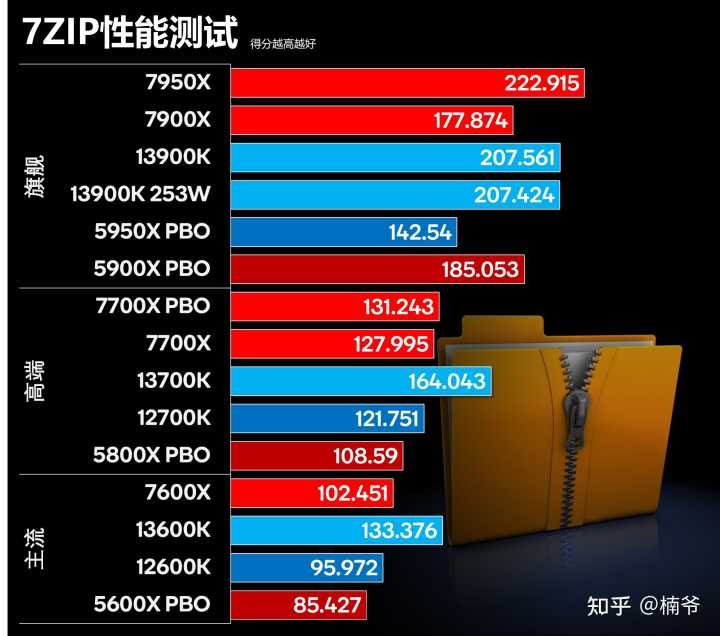 7ZIP性能测试 得分越高越好
旗舰
7950X 222.915
7900X 177.874
13900K 207.561
13900K 253W 207.424
5950X PBO 142.54
5900X PBO 185.053
高端
7700X PBO 131.243
7700X 127.995
13700K 164.043
12700K 121.751
5800X PBO 108.59
主流
7600X 102.451
13600K 133.376
12600K 95.972
5600X PBO 85.427
知乎 @楠爷